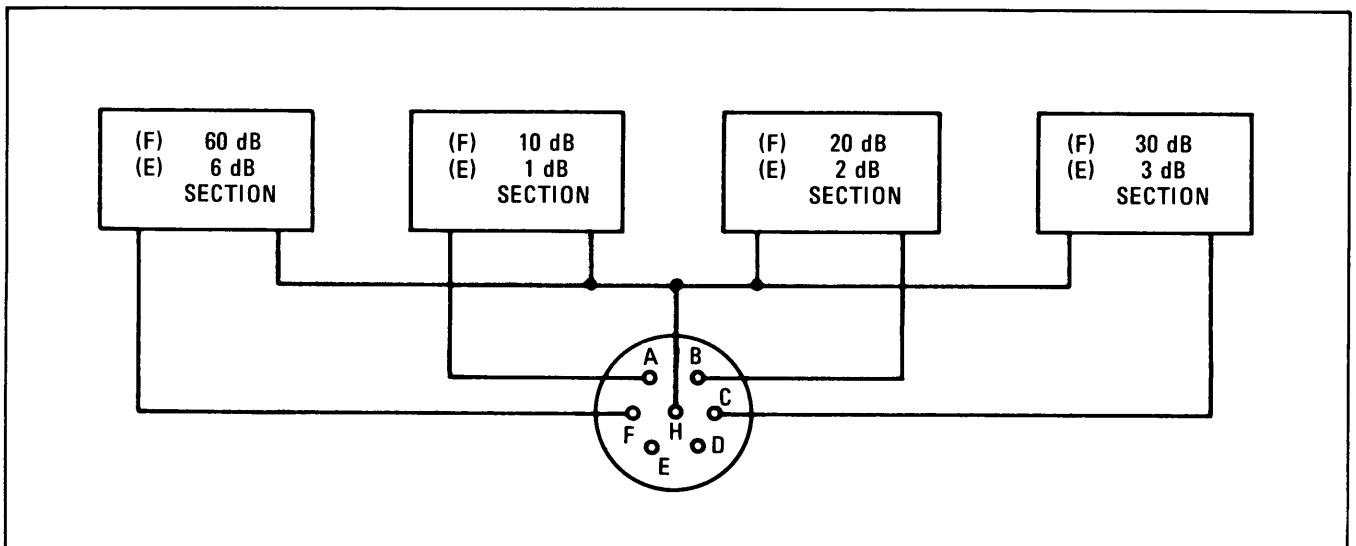 (F) 60 dB
(E) 6 dB
SECTION
(F) 10 dB
(E) 1 dB
SECTION
(F) 20 dB
(E) 2 dB
SECTION
(F) 30 dB
(E) 3 dB
SECTION
A B
C
F H D
E